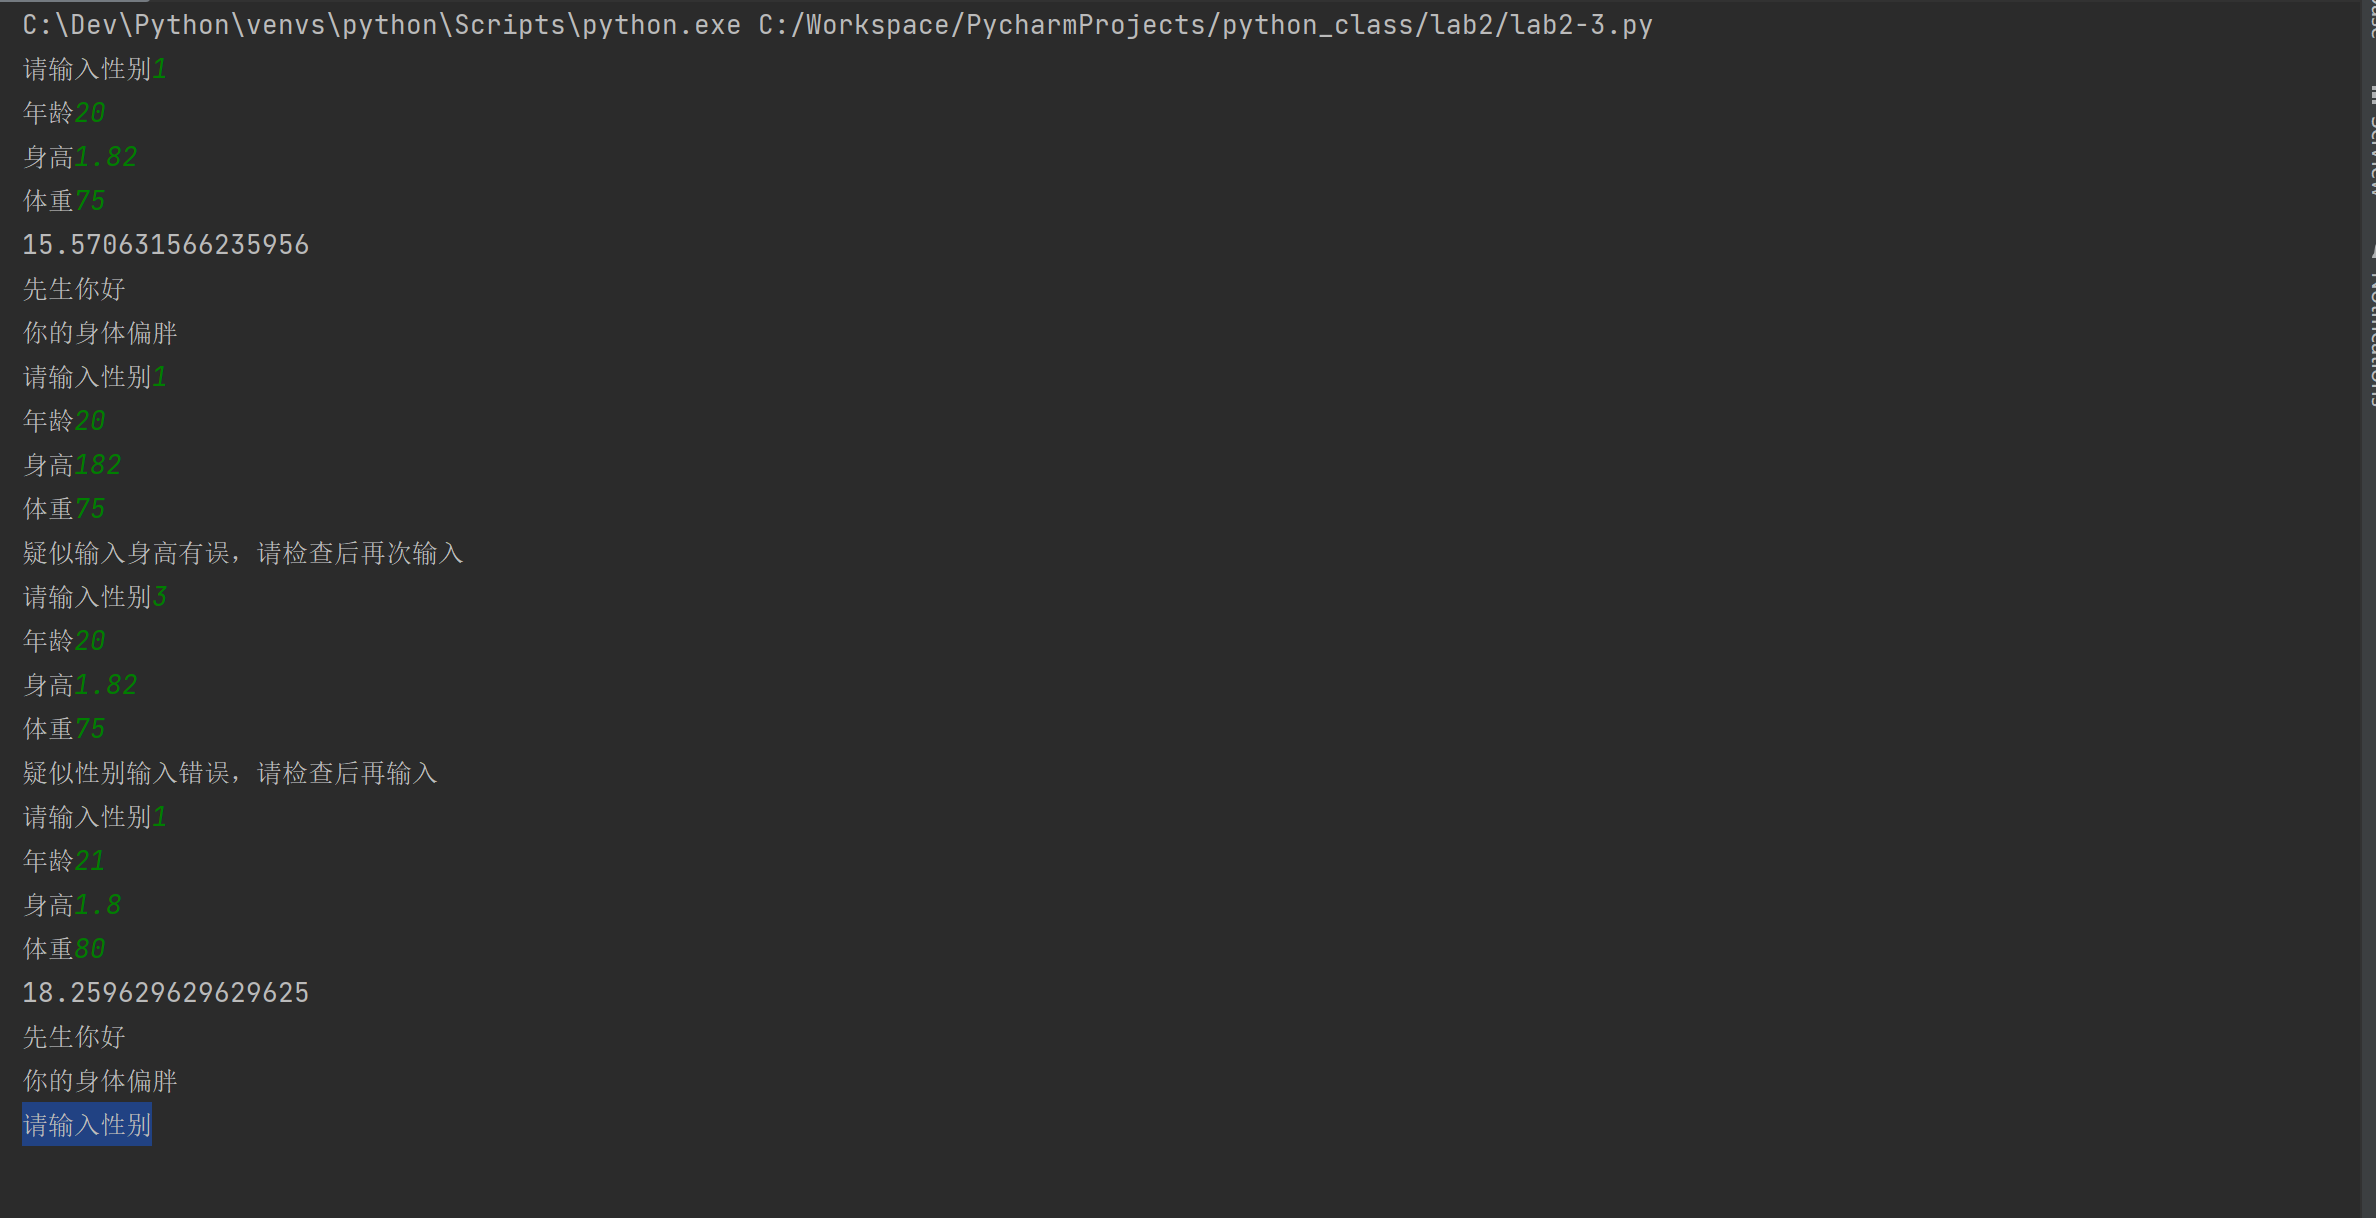 C:\Dev\Python\venvs\python\Scripts\python.exe C:/Workspace/PycharmProjects/python_class/lab2/lab2-3.py
请输入性别1
年龄20
身高1.82
体重75
15.570631566235956
先生你好
你的身体偏胖
请输入性别1
年龄20
身高182
体重75
疑似输入身高有误，请检查后再次输入
请输入性别3
年龄20
身高1.82
体重75
疑似性别输入错误，请检查后再输入
请输入性别1
年龄21
身高1.8
体重80
18.259629629629625
先生你好
你的身体偏胖
请输入性别
Notifications